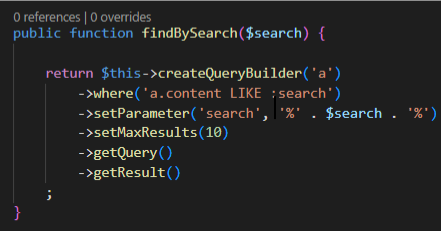 0 references | 0 overrides
public function findBySearch($search) {
return $this->createQueryBuilder('a')
->where('a.content LIKE :search')
->setParameter('search', '%' . $search . '%')
->setMaxResults(10)
->getQuery()
->getResult()
;
}